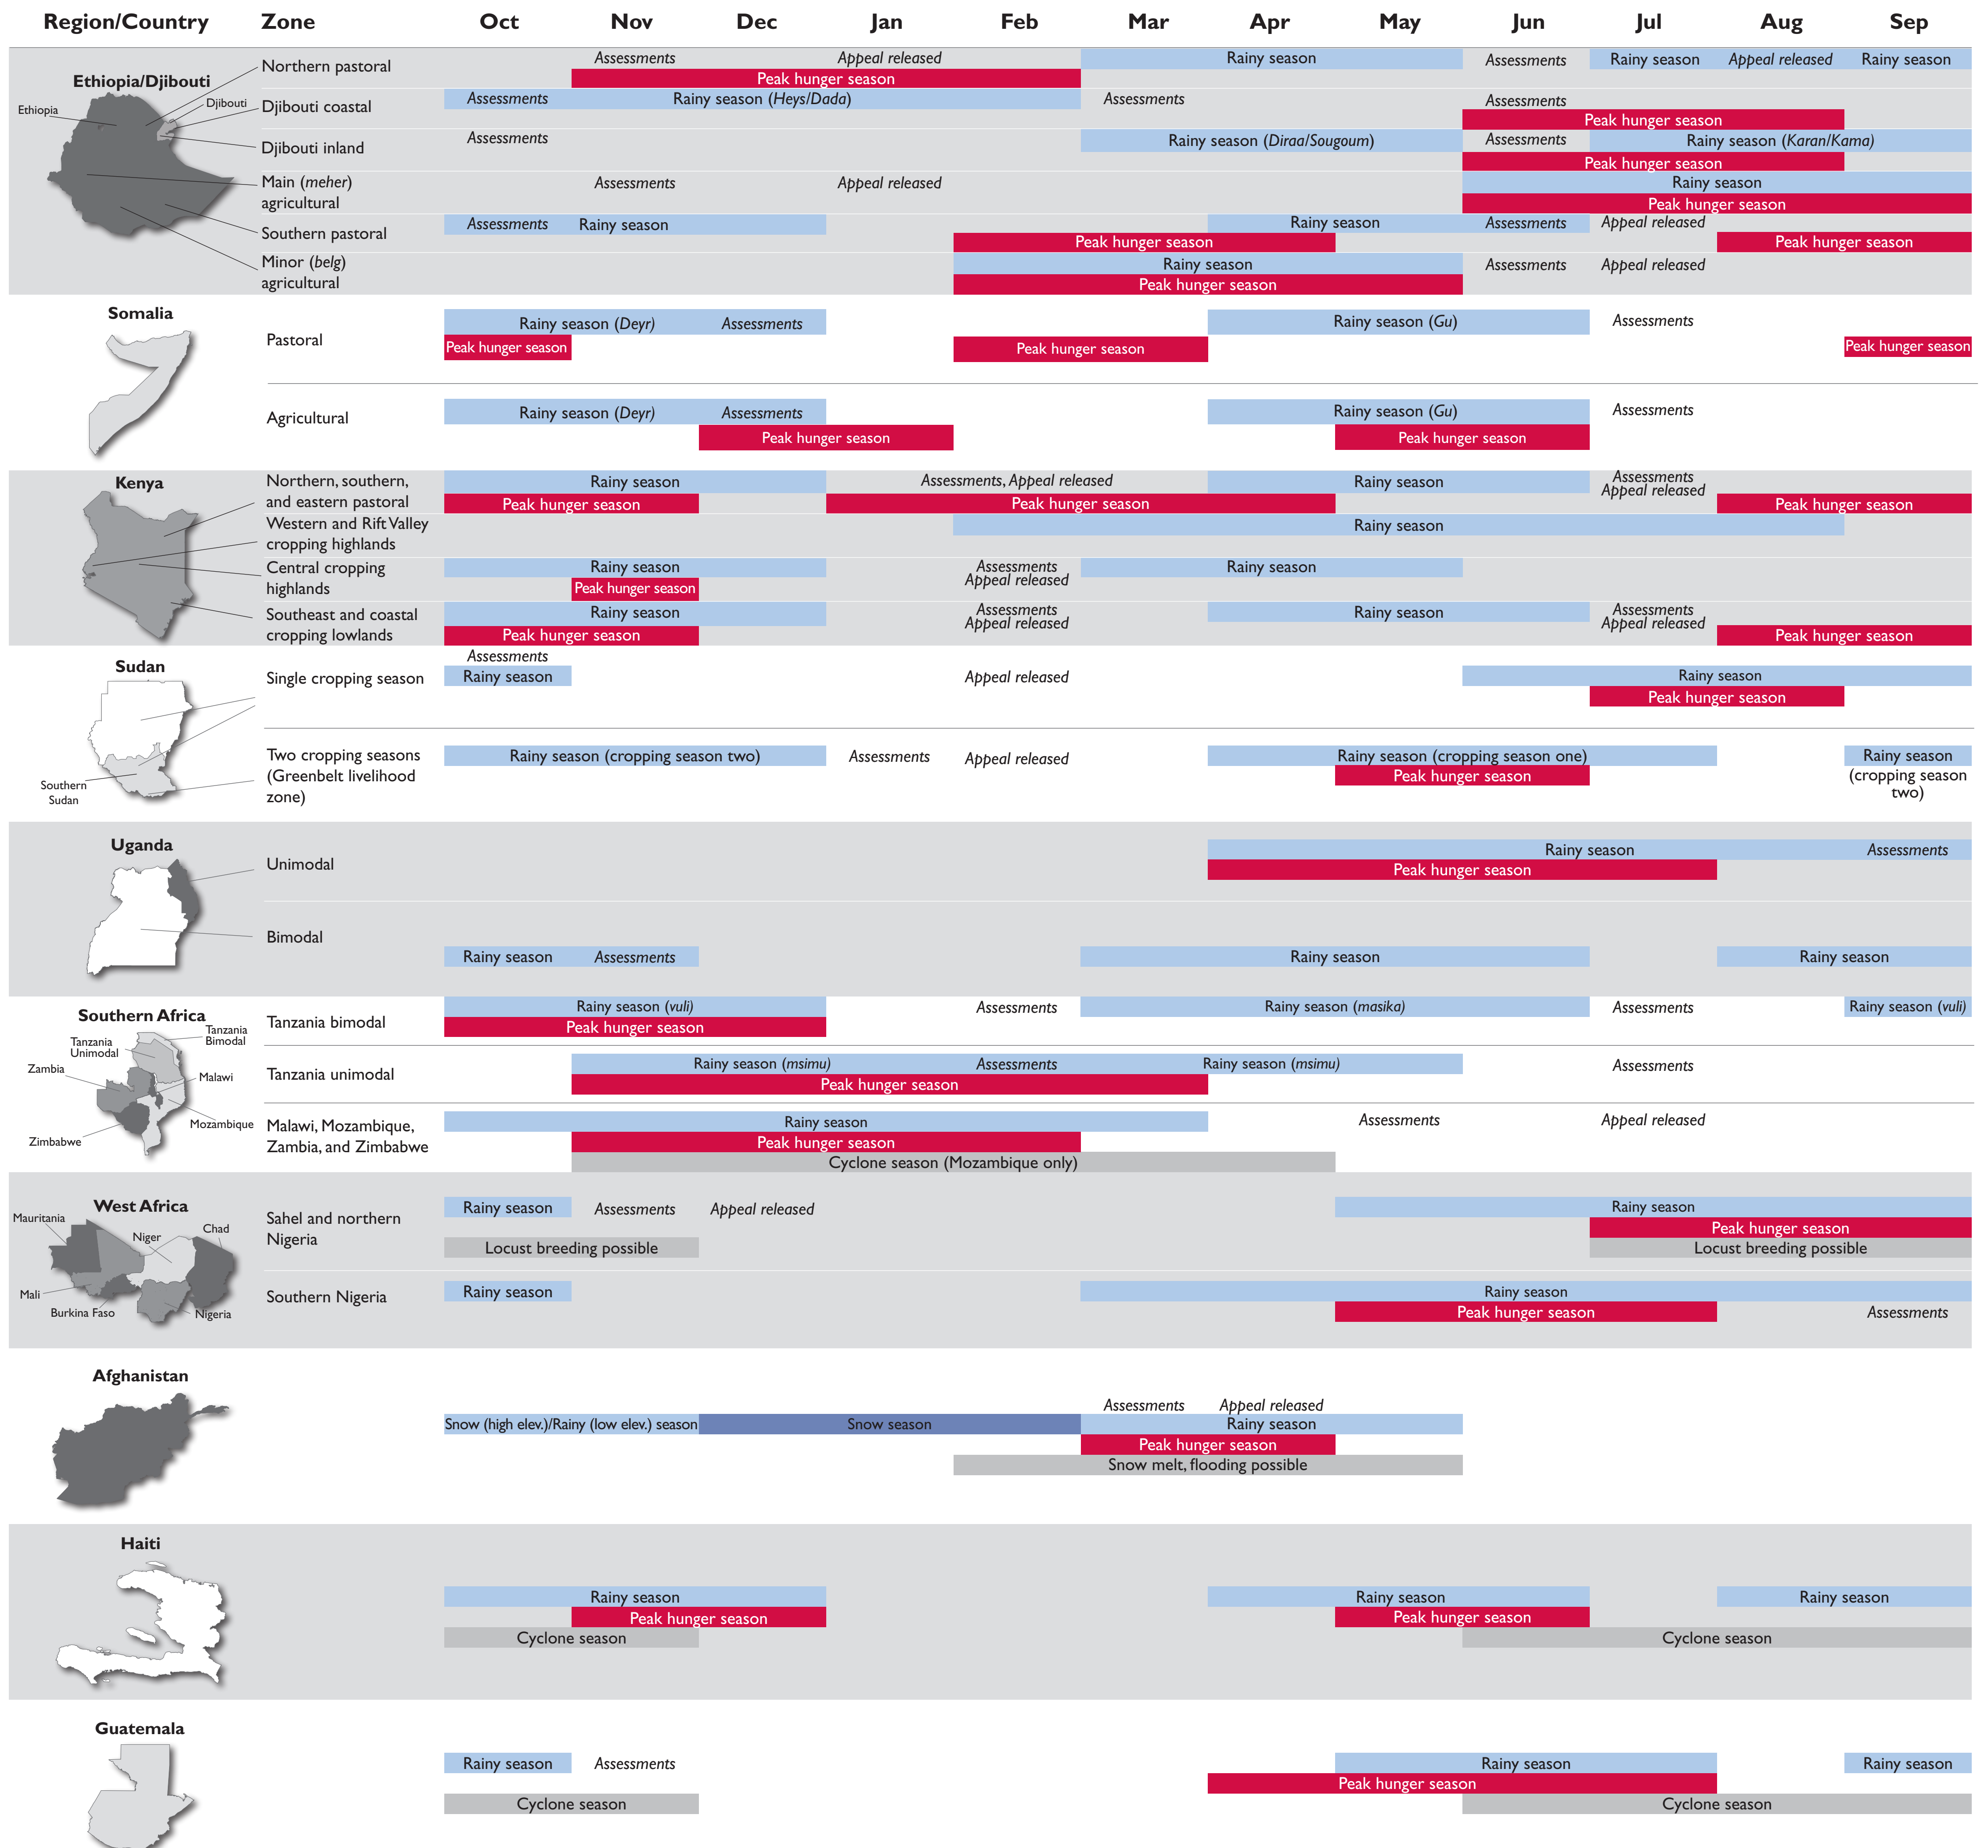 Region/Country Zone Oct Nov Dec Jan Feb Mar Apr May Jun Jul Aug Sep
Ethiopia/Djibouti
Ethiopia
Djibouti
Northern pastoral
Assessments Appeal released Rainy season Assessments Rainy season Appeal released Rainy season
Peak hunger season
Djibouti coastal
Assessments Rainy season (Heys/Dada) Assessments Assessments
Peak hunger season
Djibouti inland
Assessments Rainy season (Diraa/Sougoum) Assessments Rainy season (Karan/Kama)
Peak hunger season
Main (meher)
agricultural
Assessments Appeal released Rainy season
Peak hunger season
Southern pastoral
Assessments Rainy season Rainy season Assessments Appeal released
Peak hunger season Peak hunger season
Minor (belg)
agricultural
Rainy season Assessments Appeal released
Peak hunger season
Somalia
Pastoral
Rainy season (Deyr) Assessments Rainy season (Gu) Assessments
Peak hunger season Peak hunger season Peak hunger season
Agricultural
Rainy season (Deyr) Assessments Rainy season (Gu) Assessments
Peak hunger season Peak hunger season
Kenya
Northern, southern,
and eastern pastoral
Rainy season Assessments, Appeal released Rainy season Assessments
Appeal released
Peak hunger season Peak hunger season Peak hunger season
Western and Rift Valley
cropping highlands
Rainy season
Central cropping
highlands
Rainy season Assessments Rainy season
Appeal released
Peak hunger season
Southeast and coastal
cropping lowlands
Rainy season Assessments Rainy season Assessments
Appeal released Appeal released
Peak hunger season Peak hunger season
Sudan
Southern
Sudan
Single cropping season
Assessments
Rainy season Appeal released Rainy season
Peak hunger season
Two cropping seasons
(Greenbelt livelihood
zone)
Rainy season (cropping season two) Assessments Appeal released Rainy season (cropping season one) Rainy season
Peak hunger season (cropping season
two)
Uganda
Unimodal
Rainy season Assessments
Peak hunger season
Bimodal
Rainy season Assessments Rainy season Rainy season
Southern Africa
Tanzania
Bimodal
Tanzania
Unimodal
Zambia
Malawi
Mozambique
Zimbabwe
Tanzania bimodal
Rainy season (vuli) Assessments Rainy season (masika) Assessments Rainy season (vuli)
Peak hunger season
Tanzania unimodal
Rainy season (msimu) Assessments Rainy season (msimu) Assessments
Peak hunger season
Malawi, Mozambique,
Zambia, and Zimbabwe
Rainy season Assessments Appeal released
Peak hunger season
Cyclone season (Mozambique only)
West Africa
Mauritania
Niger
Chad
Mali
Burkina Faso
Nigeria
Sahel and northern
Nigeria
Rainy season Assessments Appeal released Rainy season
Peak hunger season
Locust breeding possible Locust breeding possible
Southern Nigeria
Rainy season Rainy season
Peak hunger season Assessments
Afghanistan
Assessments Appeal released
Snow (high elev.)/Rainy (low elev.) season Snow season Rainy season
Peak hunger season
Snow melt, flooding possible
Haiti
Rainy season Rainy season Rainy season
Peak hunger season Peak hunger season
Cyclone season Cyclone season
Guatemala
Rainy season Assessments Rainy season Rainy season
Peak hunger season
Cyclone season Cyclone season